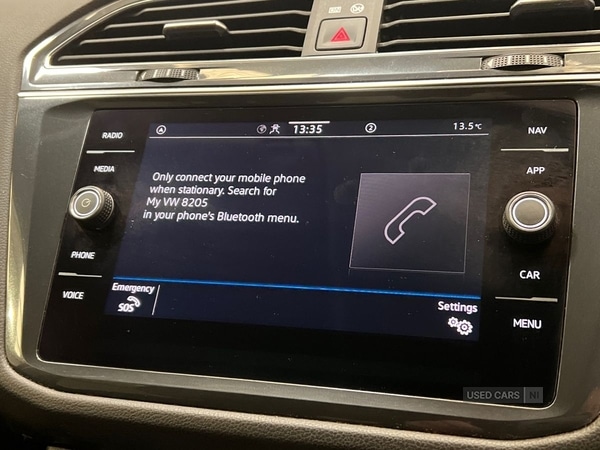 RADIO
MEDIA
PHONE
VOICE
13:35
2
13.5°C
Only connect your mobile phone
when stationary. Search for
My VW 8205
in your phone's Bluetooth menu.
Emergency
SOS
Settings
NAV
APP
CAR
MENU
USED CARS NI